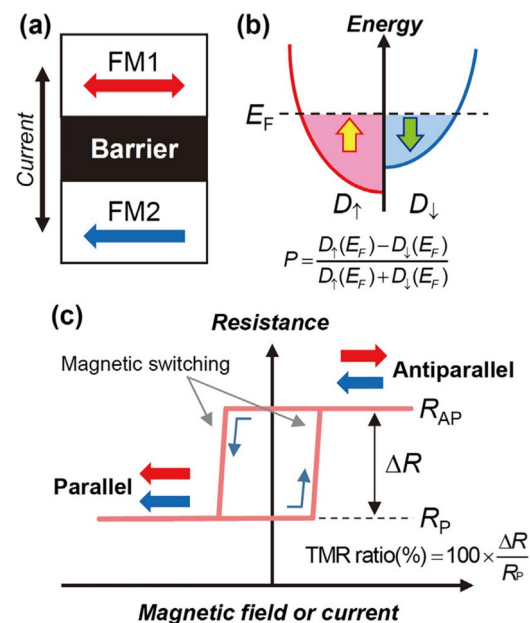 (a)
FM1
Barrier
FM2
Current
(b)
Energy
E_F
D↑ D↓
P = (D↑(E_F) − D↓(E_F)) / (D↑(E_F) + D↓(E_F))
(c)
Resistance
Magnetic switching
Antiparallel
R_AP
ΔR
Parallel
R_P
TMR ratio(%) = 100 × ΔR / R_P
Magnetic field or current